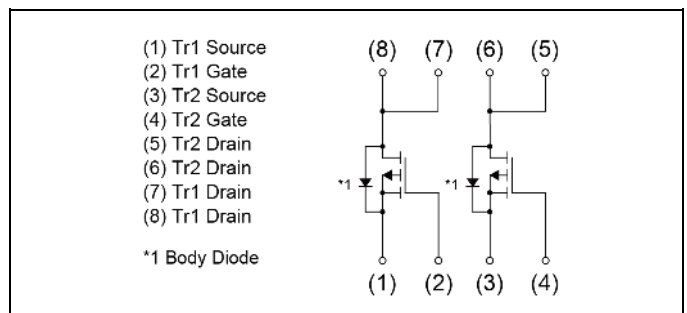 (1) Tr1 Source
(2) Tr1 Gate
(3) Tr2 Source
(4) Tr2 Gate
(5) Tr2 Drain
(6) Tr2 Drain
(7) Tr1 Drain
(8) Tr1 Drain
*1 Body Diode
(8) (7) (6) (5)
*1 *1
(1) (2) (3) (4)